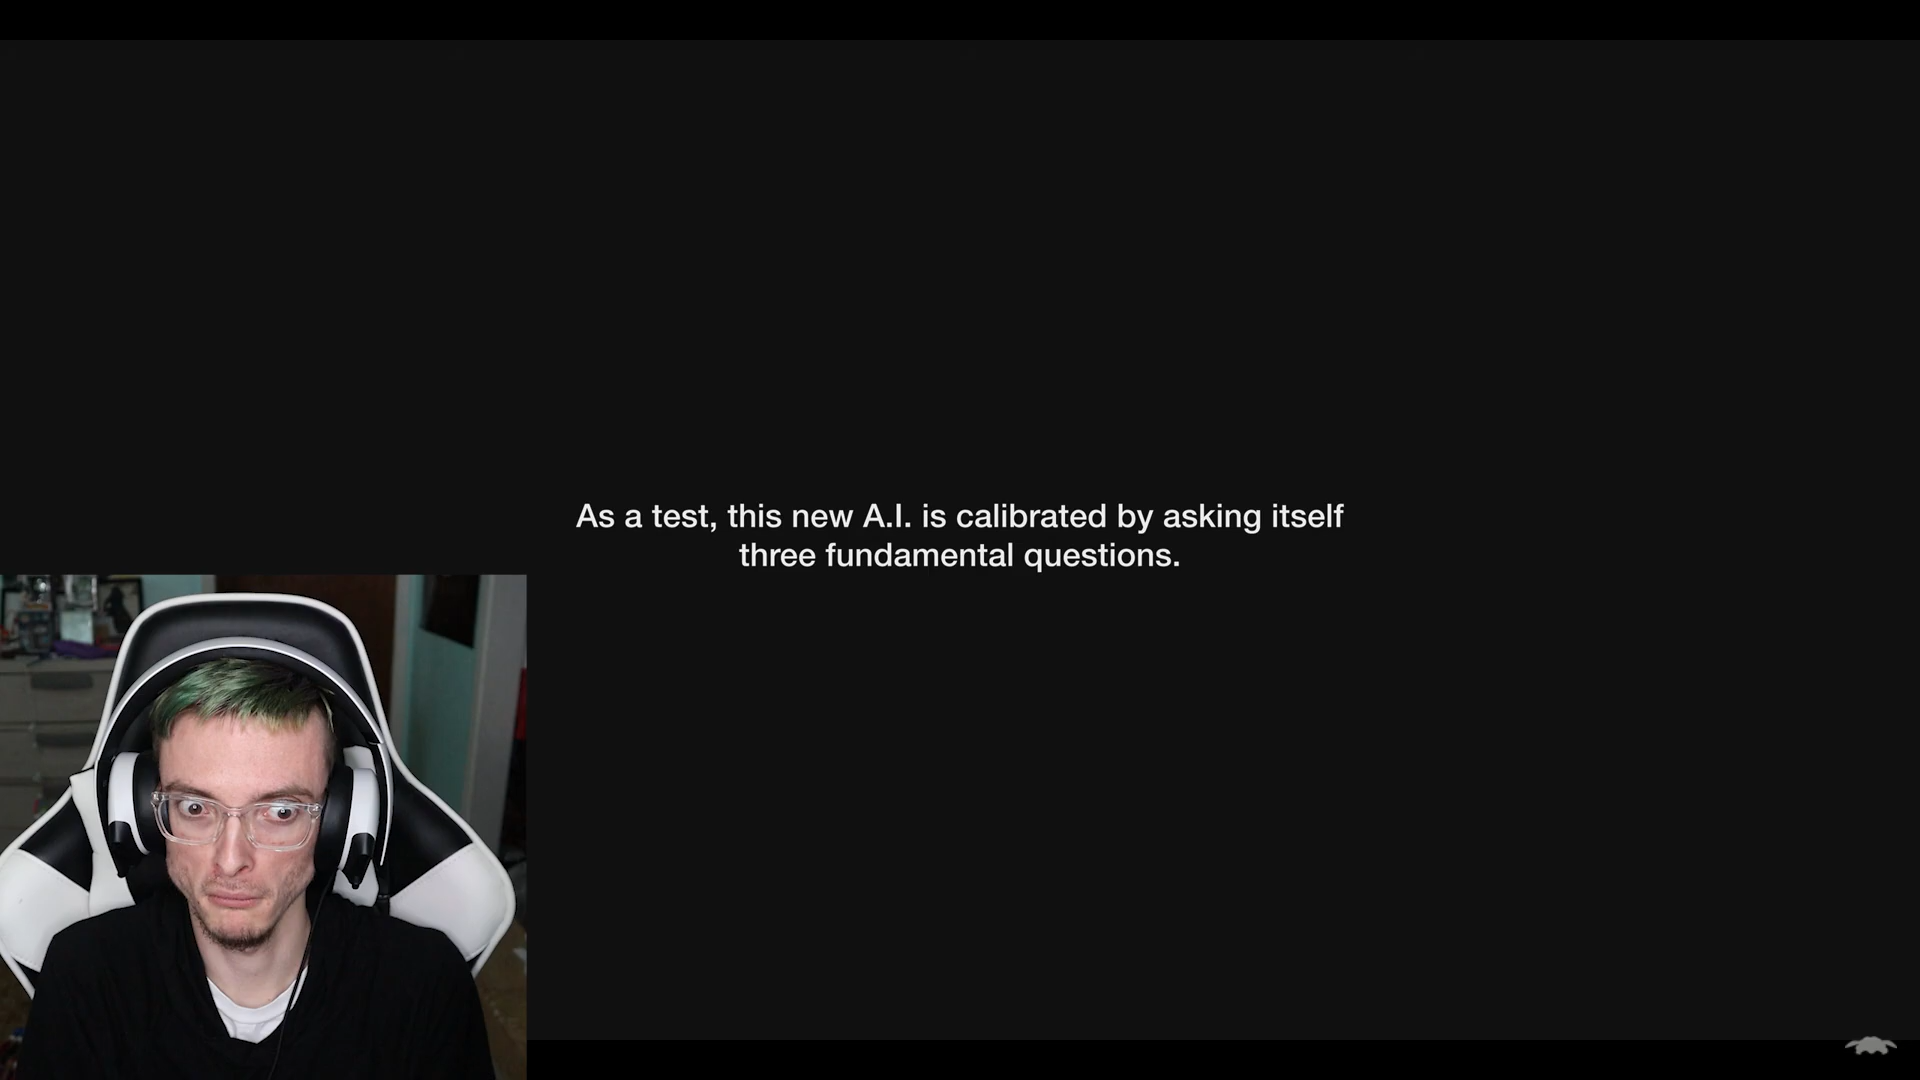 As a test, this new A.I. is calibrated by asking itself
three fundamental questions.